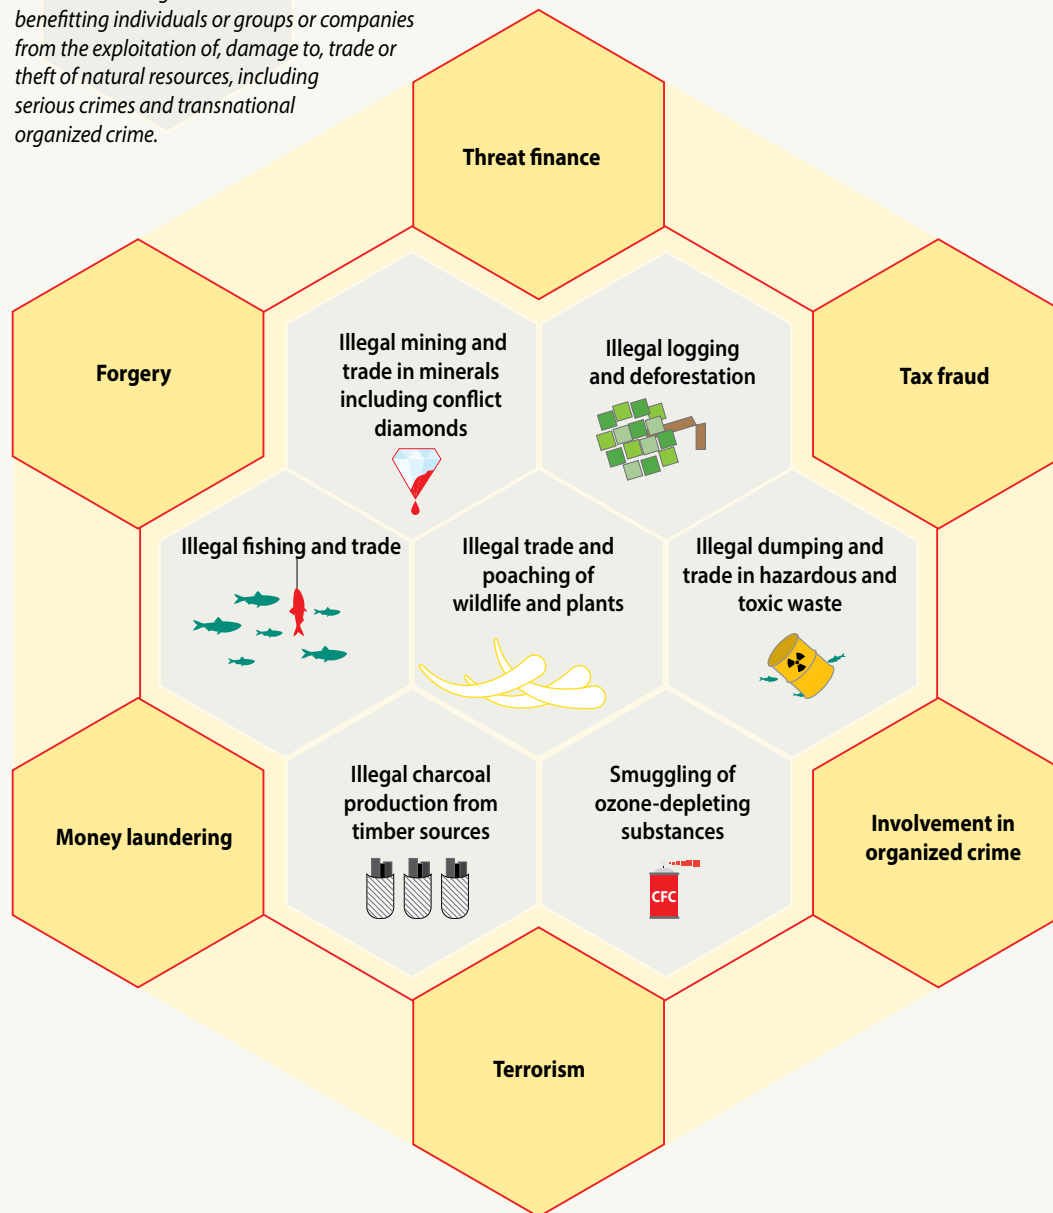 benefitting individuals or groups or companies
from the exploitation of, damage to, trade or
theft of natural resources, including
serious crimes and transnational
organized crime.
Threat finance
Forgery
Illegal mining and
trade in minerals
including conflict
diamonds
Illegal logging
and deforestation
Tax fraud
Illegal fishing and trade
Illegal trade and
poaching of
wildlife and plants
Illegal dumping and
trade in hazardous and
toxic waste
Money laundering
Illegal charcoal
production from
timber sources
Smuggling of
ozone-depleting
substances
CFC
Involvement in
organized crime
Terrorism